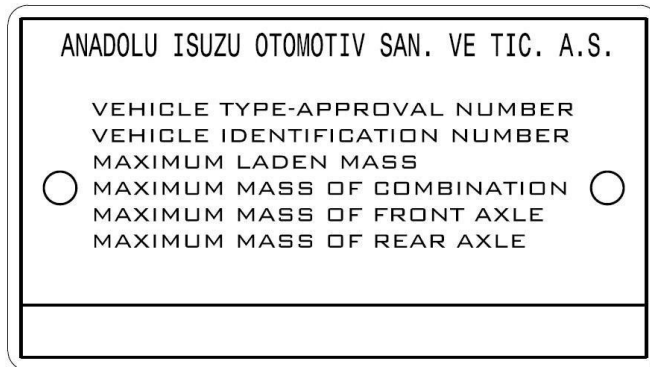 ANADOLU ISUZU OTOMOTIV SAN. VE TIC. A.S.
VEHICLE TYPE-APPROVAL NUMBER
VEHICLE IDENTIFICATION NUMBER
MAXIMUM LADEN MASS
MAXIMUM MASS OF COMBINATION
MAXIMUM MASS OF FRONT AXLE
MAXIMUM MASS OF REAR AXLE